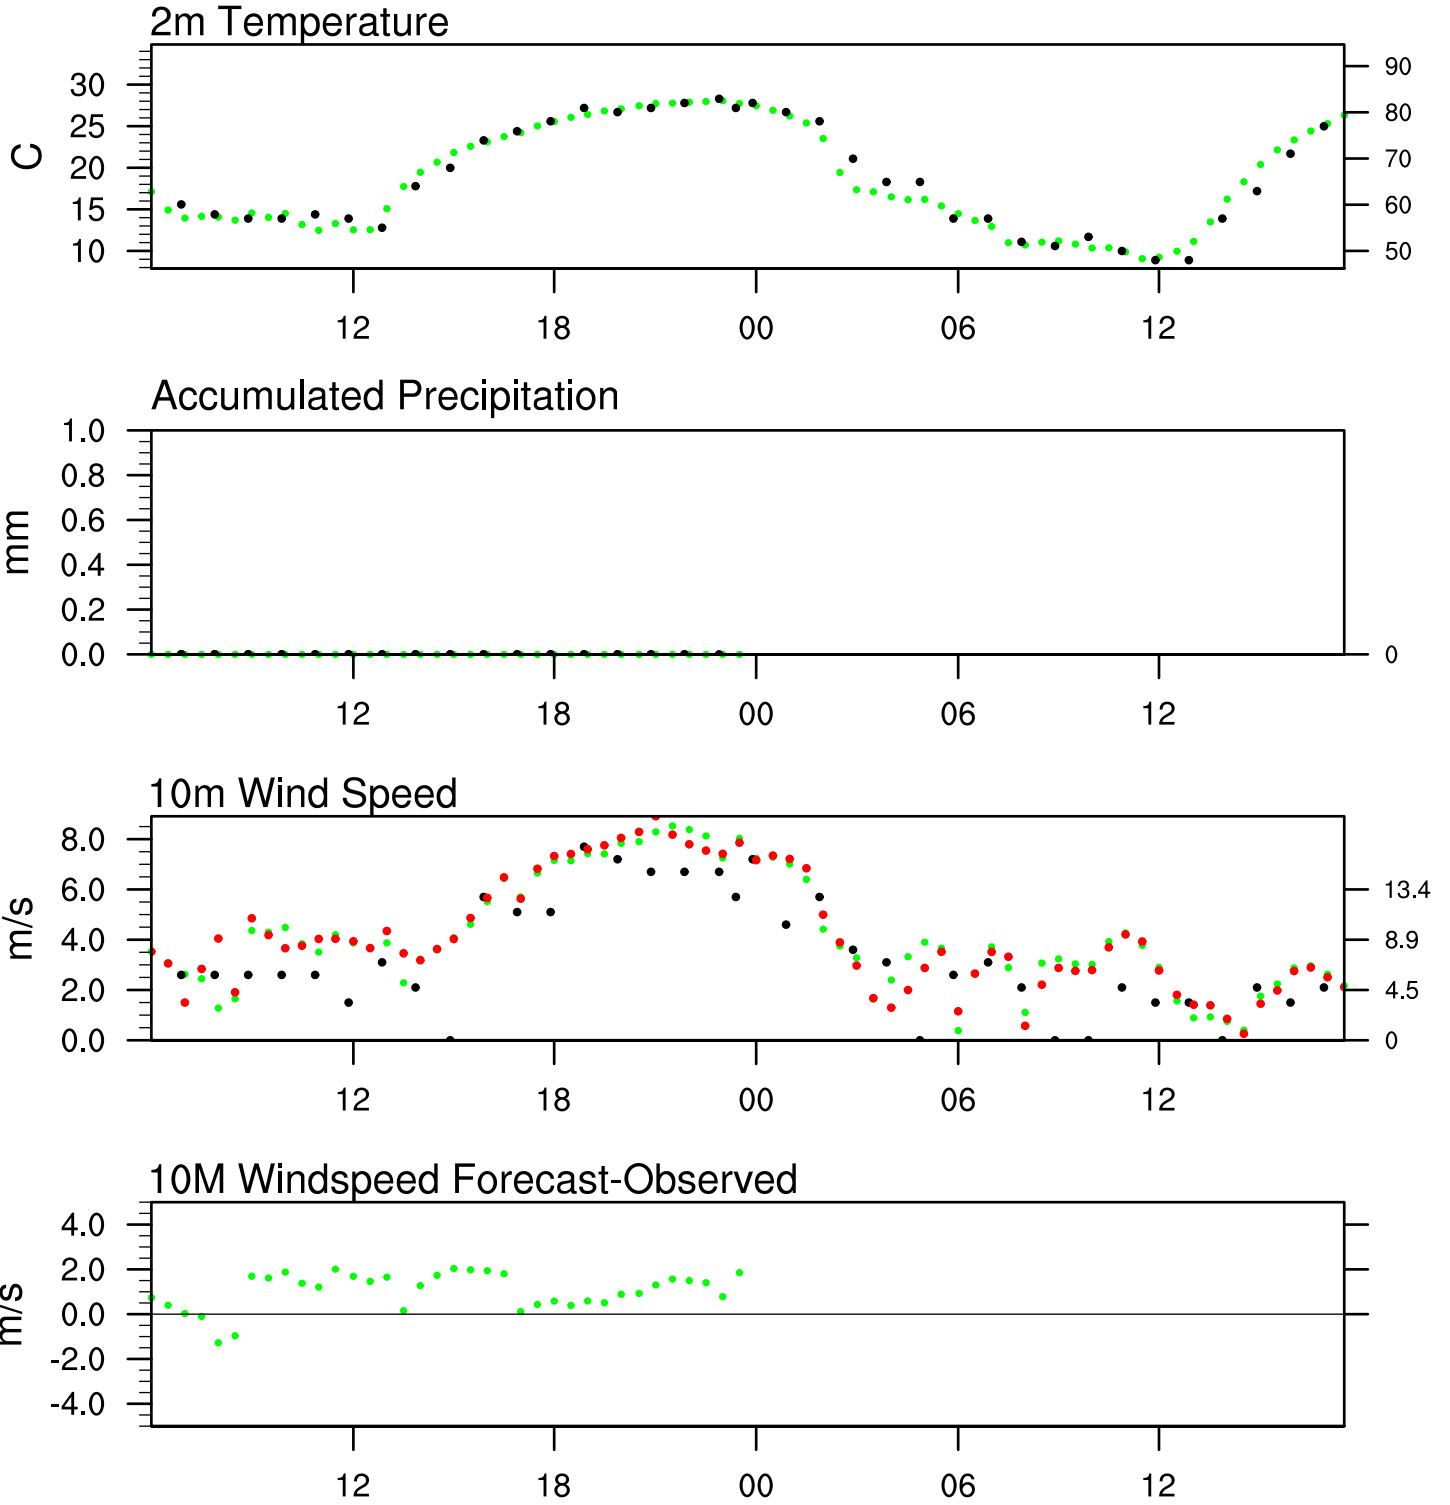 2m Temperature
30 90
25 80
C 20 70
15 60
10 50
12 18 00 06 12
Accumulated Precipitation
1.0
0.8
0.6
mm
0.4
0.2
0.0 0
12 18 00 06 12
10m Wind Speed
8.0
6.0 13.4
m/s
4.0 8.9
2.0 4.5
0.0 0
12 18 00 06 12
10M Windspeed Forecast-Observed
4.0
2.0
m/s 0.0
-2.0
-4.0
12 18 00 06 12